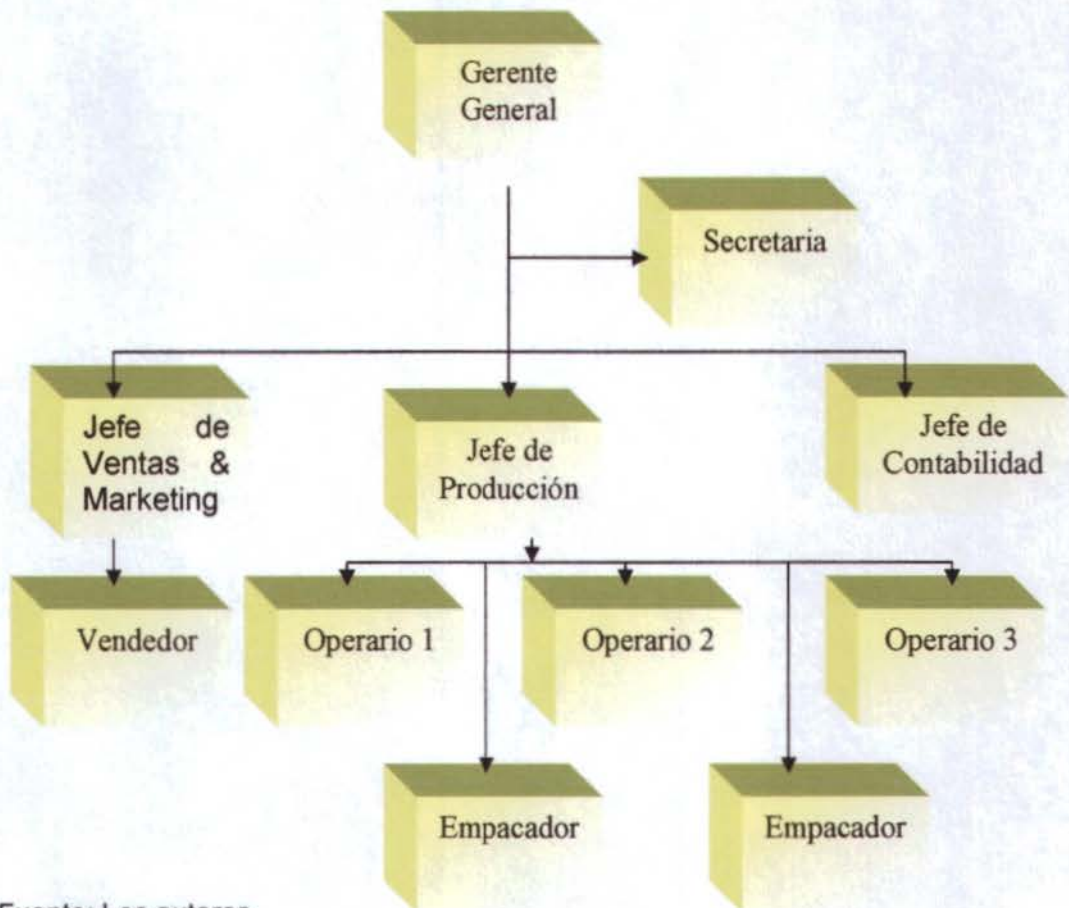 Gerente
General
Secretaria
Jefe de
Ventas &
Marketing
Jefe de
Producción
Jefe de
Contabilidad
Vendedor
Operario 1
Operario 2
Operario 3
Empacador
Empacador